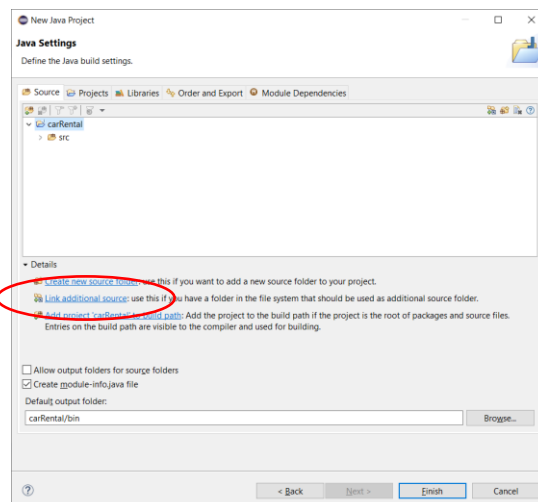 New Java Project
Java Settings
Define the Java build settings.
Source Projects Libraries Order and Export Module Dependencies
carRental
src
Details
Create new source folder: use this if you want to add a new source folder to your project.
Link additional source: use this if you have a folder in the file system that should be used as additional source folder.
Add project 'carRental' to build path: Add the project to the build path if the project is the root of packages and source files.
Entries on the build path are visible to the compiler and used for building.
Allow output folders for source folders
Create module-info.java file
Default output folder:
carRental/bin
Browse...
< Back Next > Finish Cancel